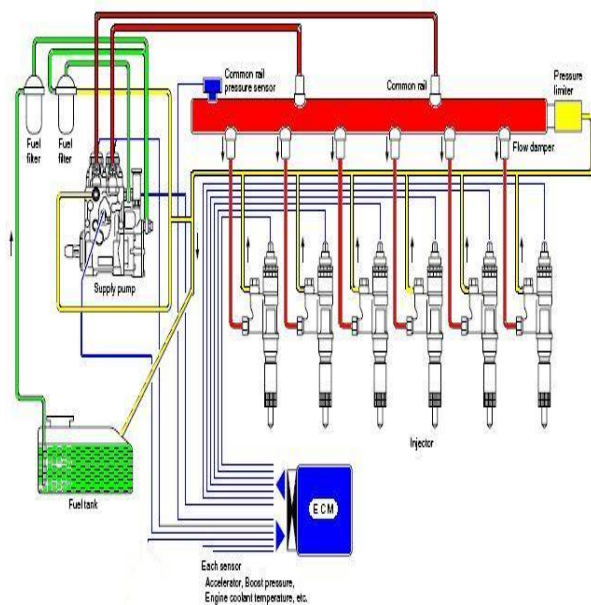 Common rail
pressure sensor
Common rail
Pressure
limiter
Fuel
filter
Fuel
filter
Flow damper
Supply pump
Injector
Fuel tank
E C M
Each sensor
Accelerator, Boost pressure,
Engine coolant temperature, etc.